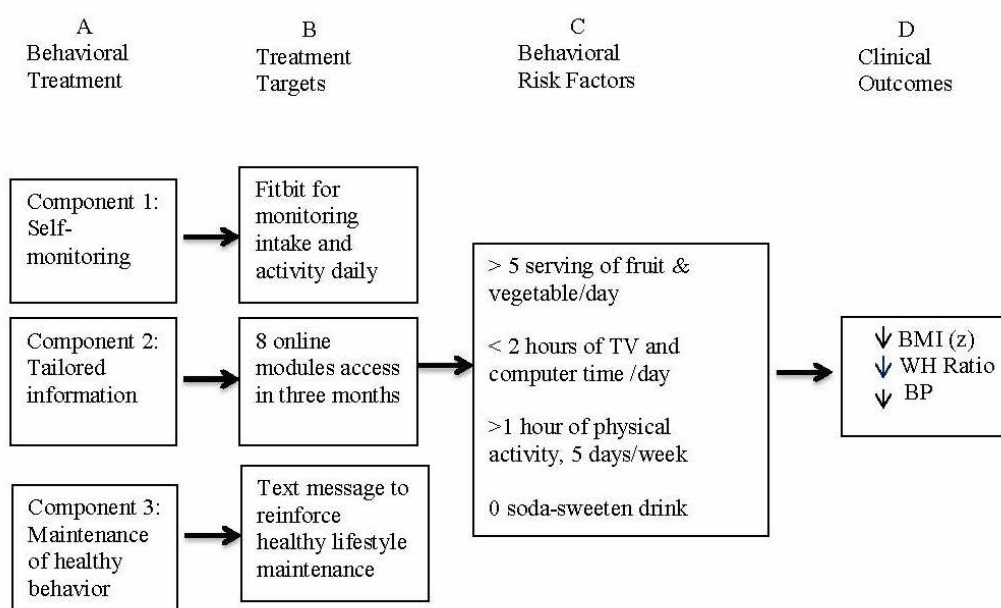 A
Behavioral
Treatment
B
Treatment
Targets
C
Behavioral
Risk Factors
D
Clinical
Outcomes
Component 1:
Self-
monitoring
Fitbit for
monitoring
intake and
activity daily
Component 2:
Tailored
information
8 online
modules access
in three months
Component 3:
Maintenance
of healthy
behavior
Text message to
reinforce
healthy lifestyle
maintenance
> 5 serving of fruit &
vegetable/day
< 2 hours of TV and
computer time /day
>1 hour of physical
activity, 5 days/week
0 soda-sweeten drink
↓ BMI (z)
↓ WH Ratio
↓ BP